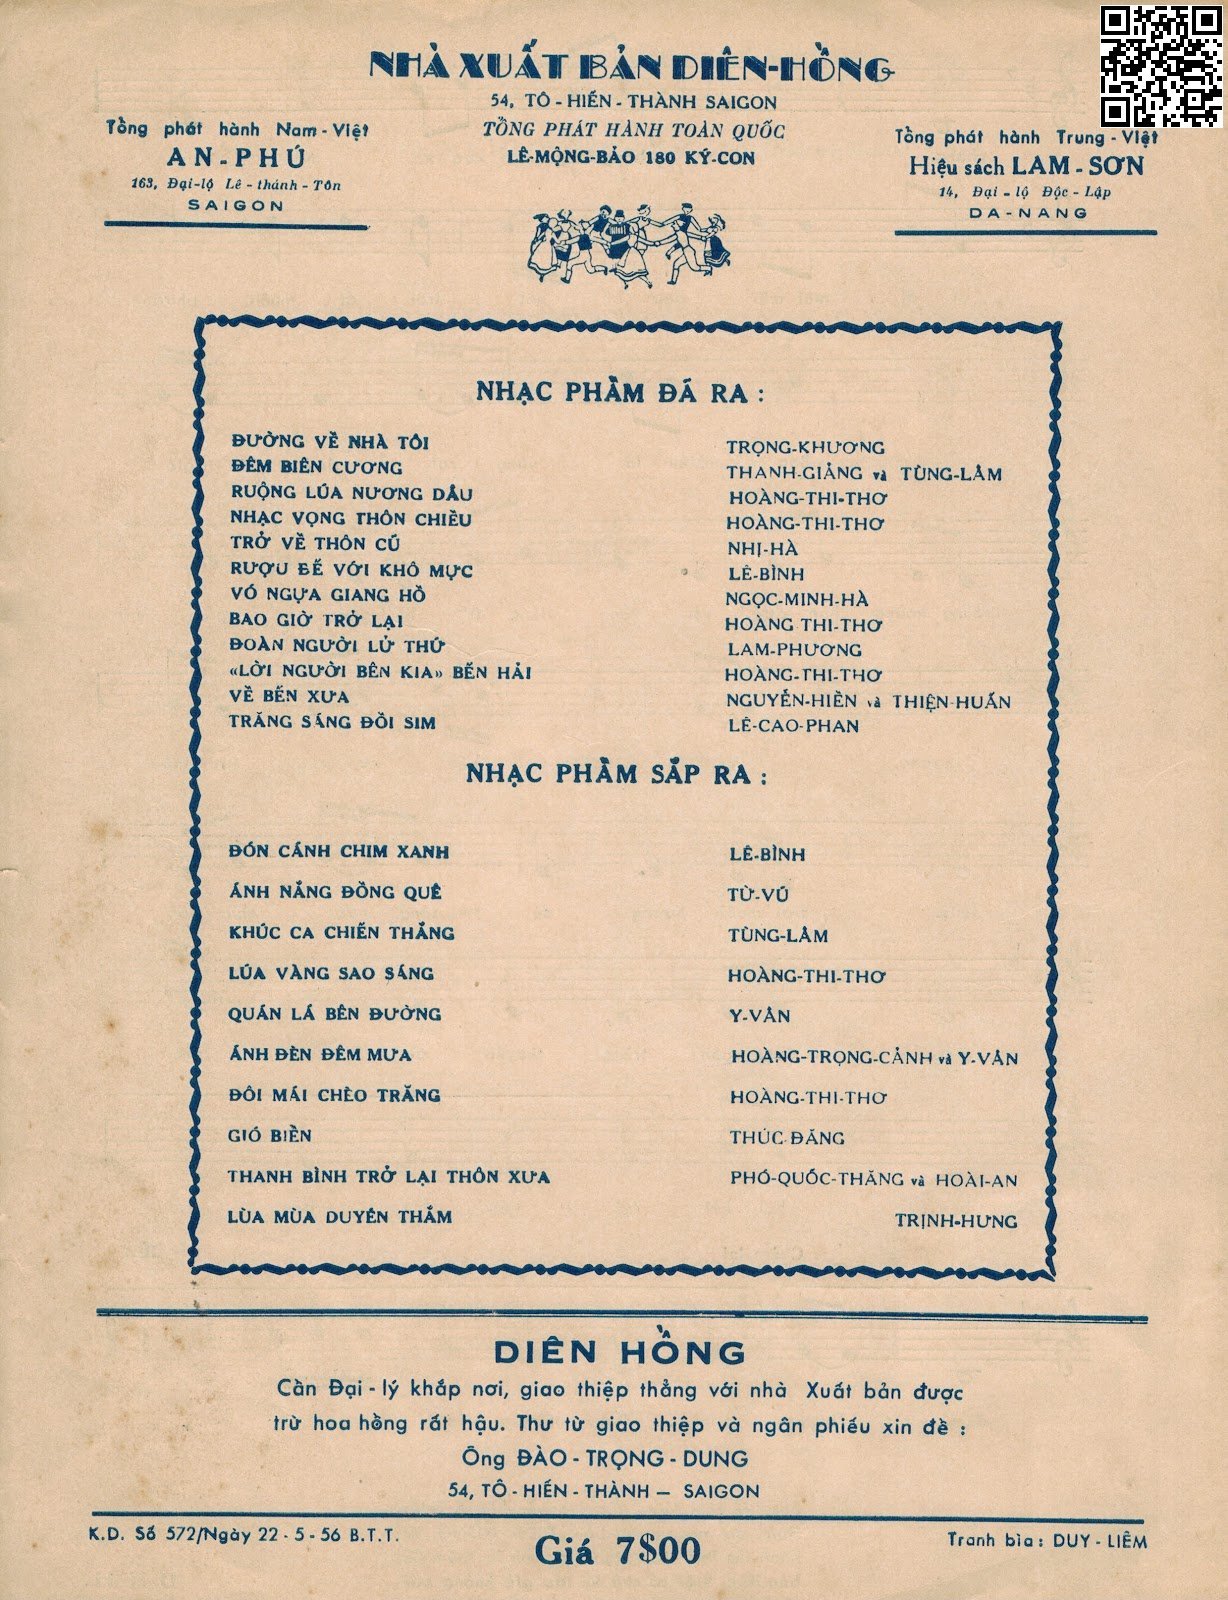 NHÀ XUẤT BẢN DIÊN-HỒNG
54, TÔ - HIẾN - THÀNH SAIGON
TỔNG PHÁT HÀNH TOÀN QUỐC
LÊ-MỘNG-BẢO 180 KÝ-CON
Tổng phát hành Nam - Việt
AN - PHÚ
163, Đại-lộ Lê - thánh - Tôn
SAIGON
Tổng phát hành Trung - Việt
Hiệu sách LAM - SƠN
14, Đại - lộ Độc - Lập
DA - NANG
NHẠC PHẨM ĐÃ RA :
ĐƯỜNG VỀ NHÀ TÔI TRỌNG-KHƯƠNG
ĐÊM BIÊN CƯƠNG THANH-GIẢNG và TÙNG-LÂM
RUỘNG LÚA NƯƠNG DÂU HOÀNG-THI-THƠ
NHẠC VỌNG THÔN CHIỀU HOÀNG-THI-THƠ
TRỞ VỀ THÔN CŨ NHỊ-HÀ
RƯỢU ĐẾ VỚI KHÔ MỰC LÊ-BÌNH
VÓ NGỰA GIANG HỒ NGỌC-MINH-HÀ
BAO GIỜ TRỞ LẠI HOÀNG THI-THƠ
ĐOÀN NGƯỜI LỬ THỨ LAM-PHƯƠNG
«LỜI NGƯỜI BÊN KIA» BẾN HẢI HOÀNG-THI-THƠ
VỀ BẾN XƯA NGUYỄN-HIỀN và THIỆN-HUẤN
TRĂNG SÁNG ĐỒI SIM LÊ-CAO-PHAN
NHẠC PHẨM SẮP RA :
ĐÓN CÁNH CHIM XANH LÊ-BÌNH
ÁNH NẮNG ĐỒNG QUÊ TỪ-VŨ
KHÚC CA CHIẾN THẮNG TÙNG-LÂM
LÚA VÀNG SAO SÁNG HOÀNG-THI-THƠ
QUÁN LÁ BÊN ĐƯỜNG Y-VÂN
ÁNH ĐÈN ĐÊM MƯA HOÀNG-TRỌNG-CẢNH và Y-VÂN
ĐÔI MÁI CHÈO TRĂNG HOÀNG-THI-THƠ
GIÓ BIỂN THÚC ĐĂNG
THANH BÌNH TRỞ LẠI THÔN XƯA PHÓ-QUỐC-THĂNG và HOÀI-AN
LÙA MÙA DUYÊN THẮM TRỊNH-HƯNG
DIÊN HỒNG
Cần Đại - lý khắp nơi, giao thiệp thẳng với nhà Xuất bản được
trừ hoa hồng rất hậu. Thư từ giao thiệp và ngân phiếu xin đề :
Ông ĐÀO - TRỌNG - DUNG
54, TÔ - HIẾN - THÀNH — SAIGON
K.D. Số 572/Ngày 22 - 5 - 56 B.T.T.
Giá 7$00
Tranh bìa : DUY - LIÊM